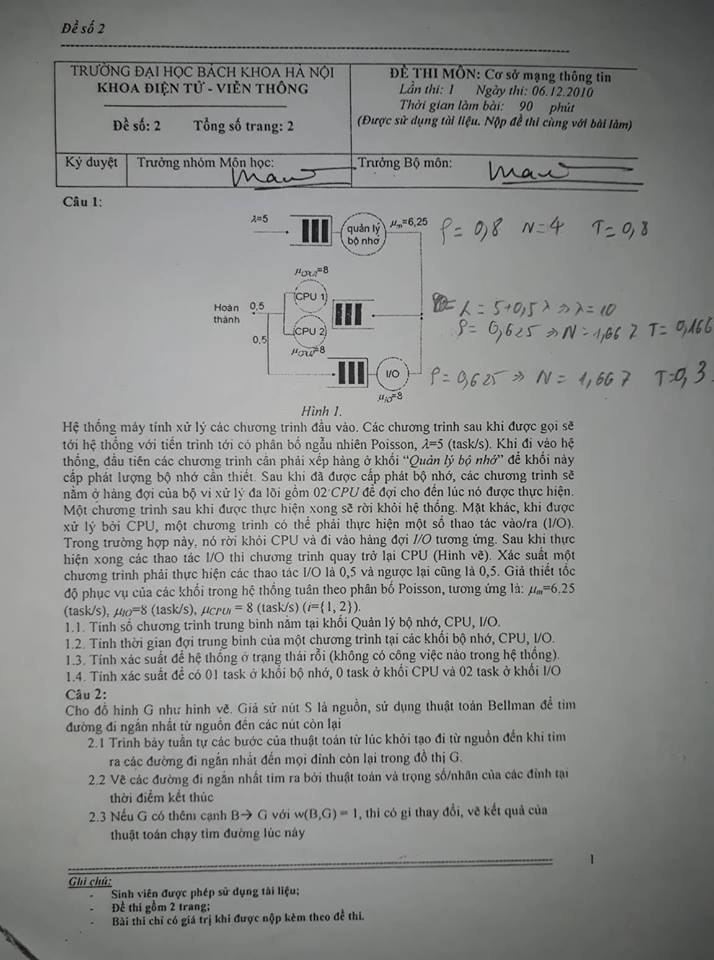 Đề số 2
TRƯỜNG ĐẠI HỌC BÁCH KHOA HÀ NỘI
KHOA ĐIỆN TỬ - VIỄN THÔNG
Đề số: 2 Tổng số trang: 2
ĐỀ THI MÔN: Cơ sở mạng thông tin
Lần thi: 1 Ngày thi: 06.12.2010
Thời gian làm bài: 90 phút
(Được sử dụng tài liệu. Nộp đề thi cùng với bài làm)
Ký duyệt Trưởng nhóm Môn học: Trưởng Bộ môn:
Câu 1:
λ=5 quản lý bộ nhớ μm=6,25 ρ = 0,8 N=4 T=0,8
μCPU1=8
CPU 1
Hoàn thành 0,5 λ = 5+0,5λ => λ=10
CPU 2 ρ = 0,625 => N=1,667 T=0,166
0,5
μCPU=8
I/O ρ=0,625 => N=1,667 T=0,3
μIO=8
Hình 1.
Hệ thống máy tính xử lý các chương trình đầu vào. Các chương trình sau khi được gọi sẽ
tới hệ thống với tiến trình tới có phân bố ngẫu nhiên Poisson, λ=5 (task/s). Khi đi vào hệ
thống, đầu tiên các chương trình cần phải xếp hàng ở khối "Quản lý bộ nhớ" để khối này
cấp phát lượng bộ nhớ cần thiết. Sau khi đã được cấp phát bộ nhớ, các chương trình sẽ
nằm ở hàng đợi của bộ vi xử lý đa lõi gồm 02 CPU để đợi cho đến lúc nó được thực hiện.
Một chương trình sau khi được thực hiện xong sẽ rời khỏi hệ thống. Mặt khác, khi được
xử lý bởi CPU, một chương trình có thể phải thực hiện một số thao tác vào/ra (I/O).
Trong trường hợp này, nó rời khỏi CPU và đi vào hàng đợi I/O tương ứng. Sau khi thực
hiện xong các thao tác I/O thì chương trình quay trở lại CPU (Hình vẽ). Xác suất một
chương trình phải thực hiện các thao tác I/O là 0,5 và ngược lại cũng là 0,5. Giả thiết tốc
độ phục vụ của các khối trong hệ thống tuân theo phân bố Poisson, tương ứng là: μm=6.25
(task/s), μIO=8 (task/s), μCPUi = 8 (task/s) (i={1, 2}).
1.1. Tính số chương trình trung bình nằm tại khối Quản lý bộ nhớ, CPU, I/O.
1.2. Tính thời gian đợi trung bình của một chương trình tại các khối bộ nhớ, CPU, I/O.
1.3. Tính xác suất để hệ thống ở trạng thái rỗi (không có công việc nào trong hệ thống).
1.4. Tính xác suất để có 01 task ở khối bộ nhớ, 0 task ở khối CPU và 02 task ở khối I/O
Câu 2:
Cho đồ hình G như hình vẽ. Giả sử nút S là nguồn, sử dụng thuật toán Bellman để tìm
đường đi ngắn nhất từ nguồn đến các nút còn lại
2.1 Trình bày tuần tự các bước của thuật toán từ lúc khởi tạo đi từ nguồn đến khi tìm
ra các đường đi ngắn nhất đến mọi đỉnh còn lại trong đồ thị G.
2.2 Vẽ các đường đi ngắn nhất tìm ra bởi thuật toán và trọng số/nhãn của các đỉnh tại
thời điểm kết thúc
2.3 Nếu G có thêm cạnh B→ G với w(B,G) = 1, thì có gì thay đổi, vẽ kết quả của
thuật toán chạy tìm đường lúc này
1
Ghi chú:
- Sinh viên được phép sử dụng tài liệu;
- Đề thi gồm 2 trang;
- Bài thi chỉ có giá trị khi được nộp kèm theo đề thi.